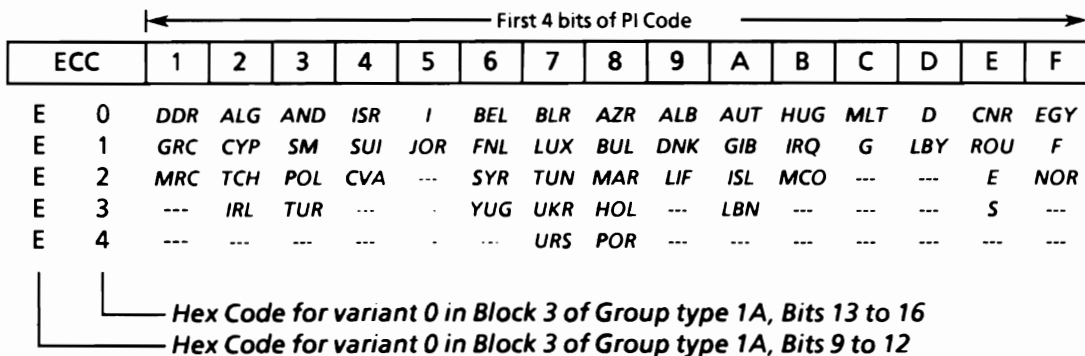 First 4 bits of PI Code
ECC 1 2 3 4 5 6 7 8 9 A B C D E F
E 0 DDR ALG AND ISR I BEL BLR AZR ALB AUT HUG MLT D CNR EGY
E 1 GRC CYP SM SUI JOR FNL LUX BUL DNK GIB IRQ G LBY ROU F
E 2 MRC TCH POL CVA --- SYR TUN MAR LIF ISL MCO --- --- E NOR
E 3 --- IRL TUR --- - YUG UKR HOL --- LBN --- --- --- S ---
E 4 --- --- --- --- - --- URS POR --- --- --- --- --- --- ---
Hex Code for variant 0 in Block 3 of Group type 1A, Bits 13 to 16
Hex Code for variant 0 in Block 3 of Group type 1A, Bits 9 to 12